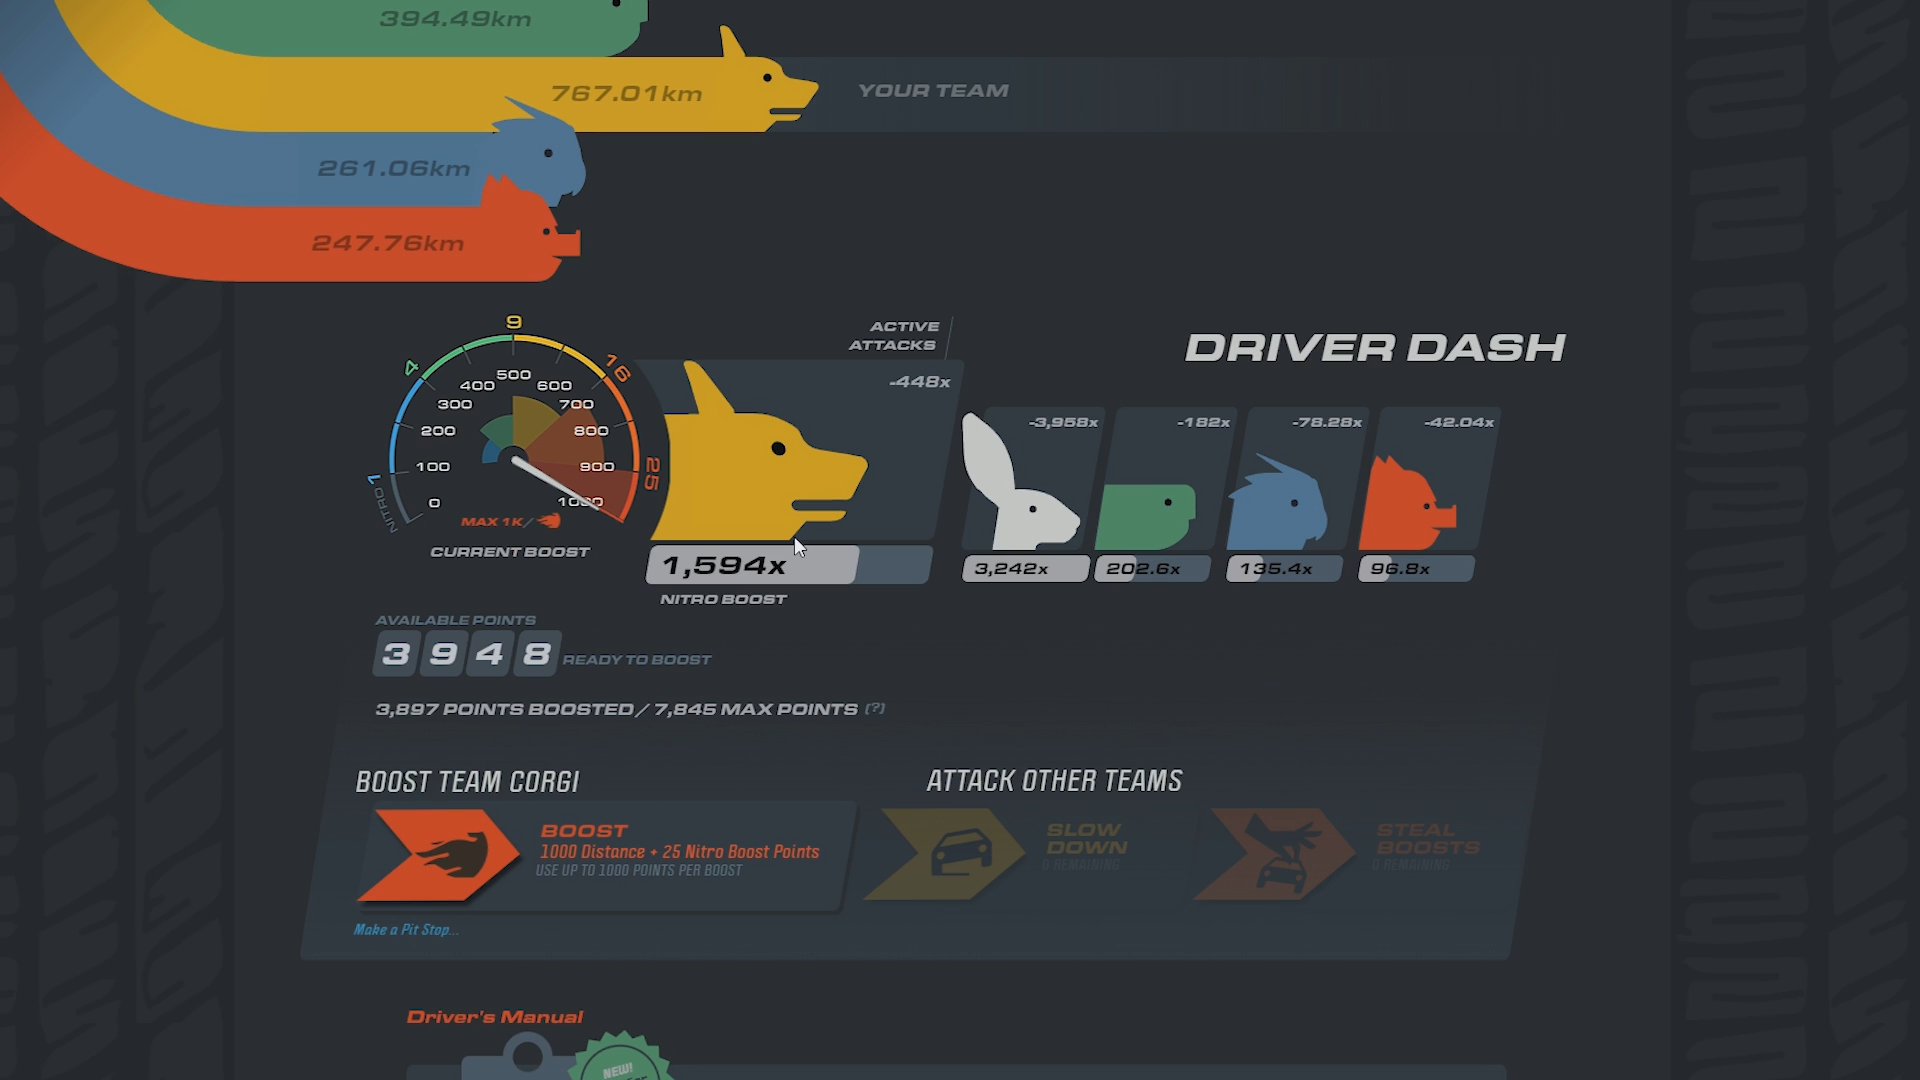 394.49km
767.01km
YOUR TEAM
261.06km
247.76km
DRIVER DASH
ACTIVE
ATTACKS
-448x
-3,958x
-182x
-78.28x
-42.04x
NITRO 1
4
9
16
25
0
100
200
300
400
500
600
700
800
900
1000
MAX 1K/
CURRENT BOOST
1,594x
NITRO BOOST
3,242x
202.6x
135.4x
96.8x
AVAILABLE POINTS
3948 READY TO BOOST
3,897 POINTS BOOSTED/ 7,845 MAX POINTS (?)
BOOST TEAM CORGI
BOOST
1000 Distance + 25 Nitro Boost Points
USE UP TO 1000 POINTS PER BOOST
Make a Pit Stop...
ATTACK OTHER TEAMS
SLOW
DOWN
0 REMAINING
STEAL
BOOSTS
0 REMAINING
Driver's Manual
NEW!